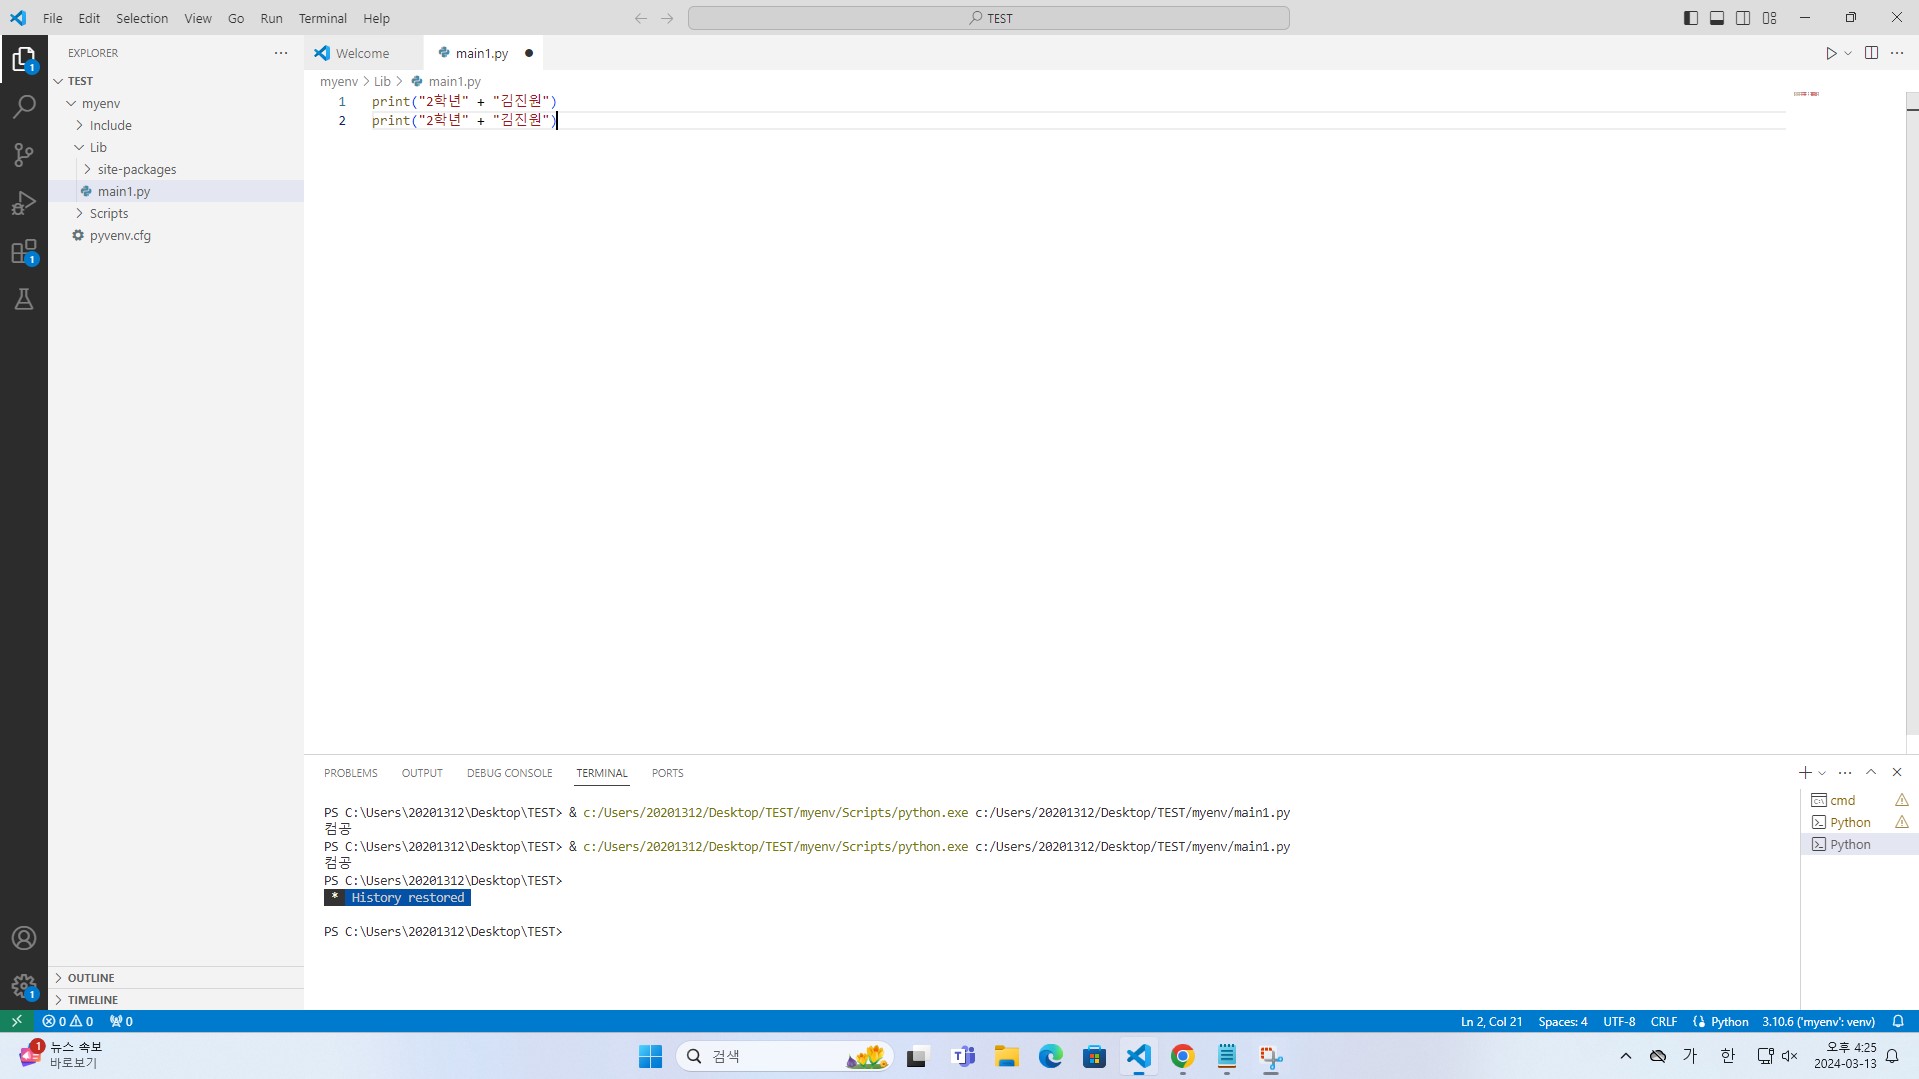 File Edit Selection View Go Run Terminal Help
TEST
EXPLORER
Welcome
main1.py
TEST
myenv > Lib > main1.py
myenv
Include
Lib
site-packages
main1.py
Scripts
pyvenv.cfg
1 print("2학년" + "김진원")
2 print("2학년" + "김진원")
1
1
1
OUTLINE
TIMELINE
PROBLEMS OUTPUT DEBUG CONSOLE TERMINAL PORTS
PS C:\Users\20201312\Desktop\TEST> & c:/Users/20201312/Desktop/TEST/myenv/Scripts/python.exe c:/Users/20201312/Desktop/TEST/myenv/main1.py
컴공
PS C:\Users\20201312\Desktop\TEST> & c:/Users/20201312/Desktop/TEST/myenv/Scripts/python.exe c:/Users/20201312/Desktop/TEST/myenv/main1.py
컴공
PS C:\Users\20201312\Desktop\TEST>
* History restored
PS C:\Users\20201312\Desktop\TEST>
cmd
Python
Python
0 0 0
Ln 2, Col 21 Spaces: 4 UTF-8 CRLF Python 3.10.6 ('myenv': venv)
1
뉴스 속보
바로보기
검색
가 한
오후 4:25
2024-03-13